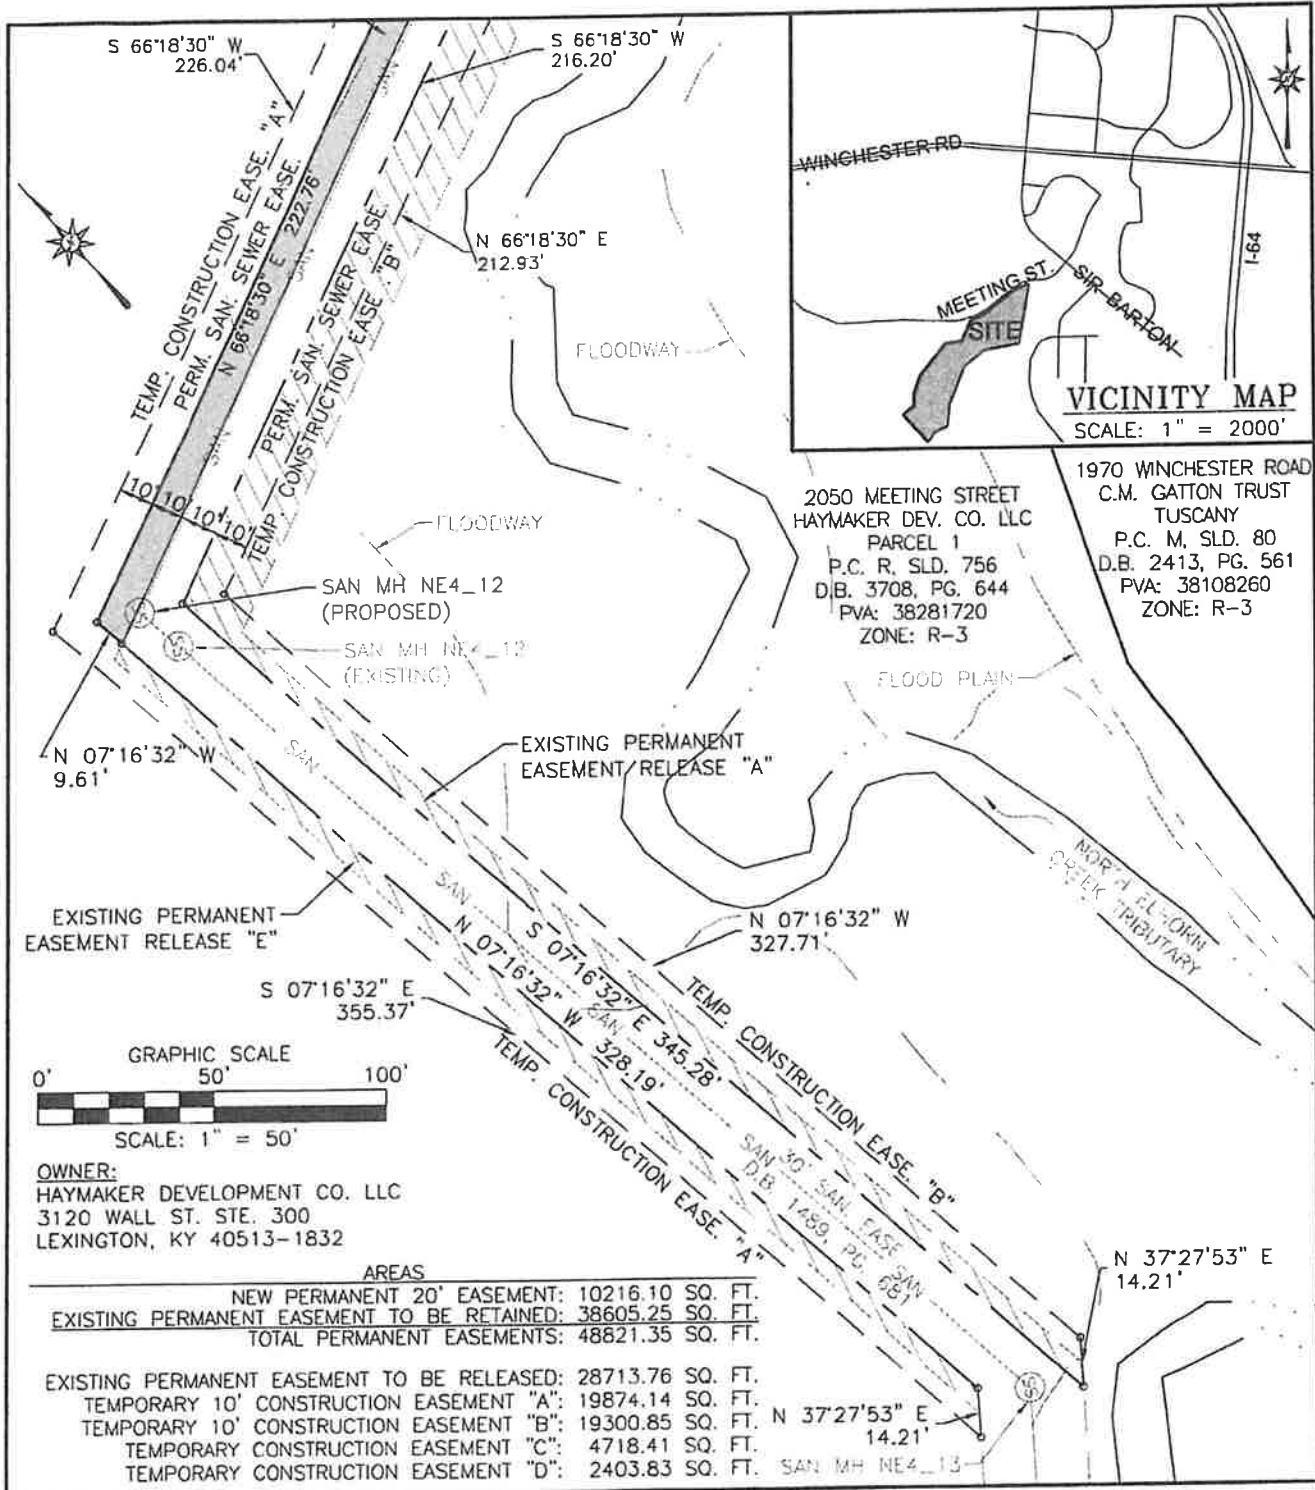 S 66°18'30" W
226.04'
S 66°18'30" W
216.20'
TEMP. CONSTRUCTION EASE. "A"
PERM. SAN. SEWER EASE.
N 66°18'30" E 222.76'
SAN
SAN
SAN
PERM. SAN. SEWER EASE.
TEMP. CONSTRUCTION EASE "B"
N 66°18'30" E
212.93'
10' 10' 10' 10'
FLOODWAY
FLOODWAY
WINCHESTER RD
I-64
MEETING ST.
SIR BARTON
SITE
VICINITY MAP
SCALE: 1" = 2000'
2050 MEETING STREET
HAYMAKER DEV. CO. LLC
PARCEL 1
P.C. R, SLD. 756
D.B. 3708, PG. 644
PVA: 38281720
ZONE: R-3
1970 WINCHESTER ROAD
C.M. GATTON TRUST
TUSCANY
P.C. M, SLD. 80
D.B. 2413, PG. 561
PVA: 38108260
ZONE: R-3
SAN MH NE4_12
(PROPOSED)
SAN MH NE4_12
(EXISTING)
FLOOD PLAIN
N 07°16'32" W
9.61'
EXISTING PERMANENT
EASEMENT RELEASE "A"
SAN
SAN
NORTH ELKHORN
CREEK TRIBUTARY
EXISTING PERMANENT
EASEMENT RELEASE "E"
N 07°16'32" W
327.71'
S 07°16'32" E
355.37'
S 07°16'32" E 345.28'
N 07°16'32" W 328.19'
SAN
TEMP. CONSTRUCTION EASE. "B"
TEMP. CONSTRUCTION EASE. "A"
SAN
30' SAN. EASE
D.B. 1489, PG. 681
SAN
GRAPHIC SCALE
0' 50' 100'
SCALE: 1" = 50'
OWNER:
HAYMAKER DEVELOPMENT CO. LLC
3120 WALL ST. STE. 300
LEXINGTON, KY 40513-1832
N 37°27'53" E
14.21'
AREAS
NEW PERMANENT 20' EASEMENT: 10216.10 SQ. FT.
EXISTING PERMANENT EASEMENT TO BE RETAINED: 38605.25 SQ. FT.
TOTAL PERMANENT EASEMENTS: 48821.35 SQ. FT.
EXISTING PERMANENT EASEMENT TO BE RELEASED: 28713.76 SQ. FT.
TEMPORARY 10' CONSTRUCTION EASEMENT "A": 19874.14 SQ. FT.
TEMPORARY 10' CONSTRUCTION EASEMENT "B": 19300.85 SQ. FT.
TEMPORARY CONSTRUCTION EASEMENT "C": 4718.41 SQ. FT.
TEMPORARY CONSTRUCTION EASEMENT "D": 2403.83 SQ. FT.
N 37°27'53" E
14.21'
SAN MH NE4_13